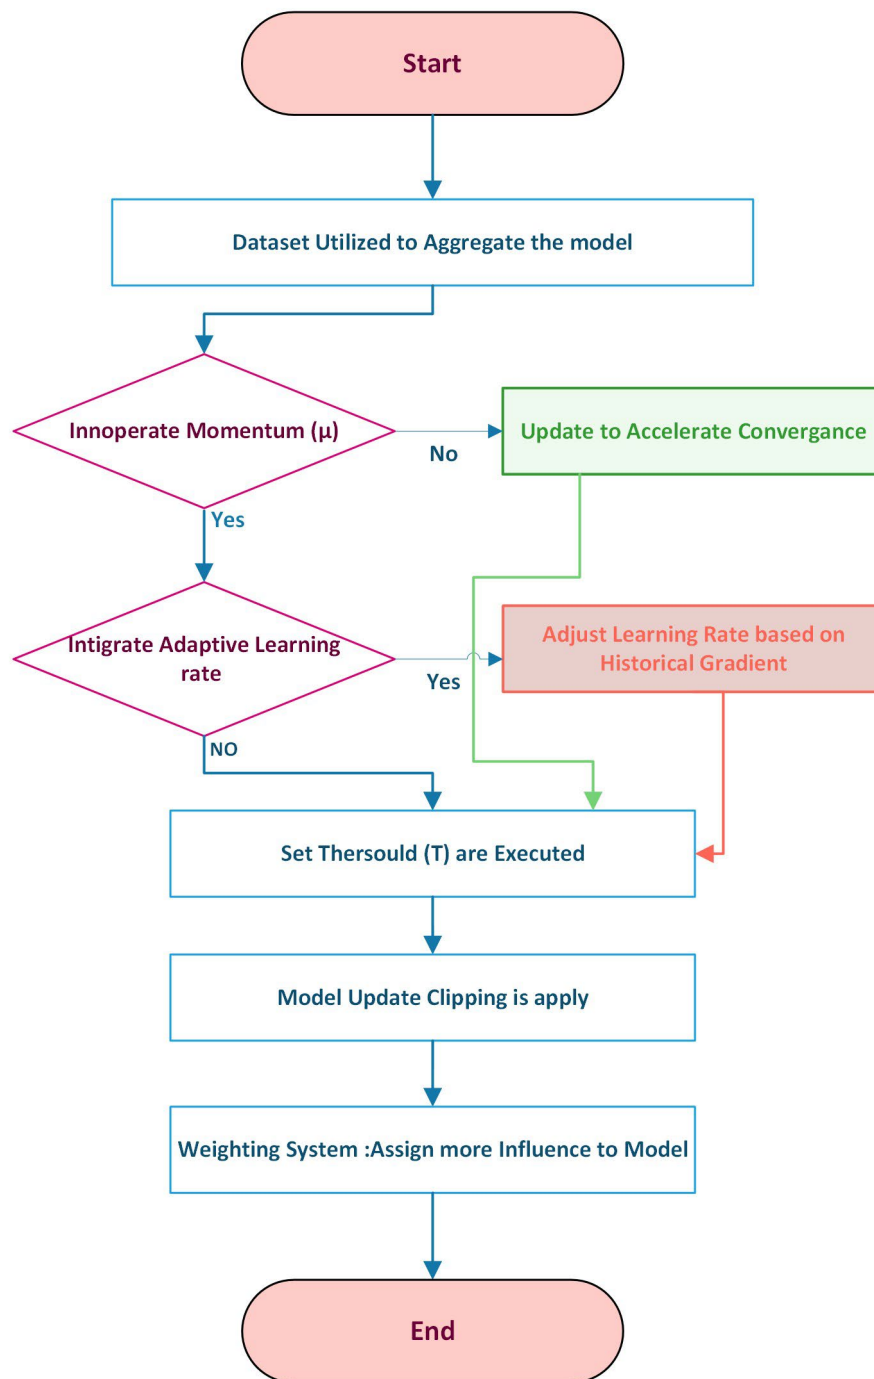 Start
Dataset Utilized to Aggregate the model
Innoperate Momentum (μ)
No
Update to Accelerate Convergance
Yes
Intigrate Adaptive Learning
rate
Yes
Adjust Learning Rate based on
Historical Gradient
NO
Set Thersould (T) are Executed
Model Update Clipping is apply
Weighting System :Assign more Influence to Model
End